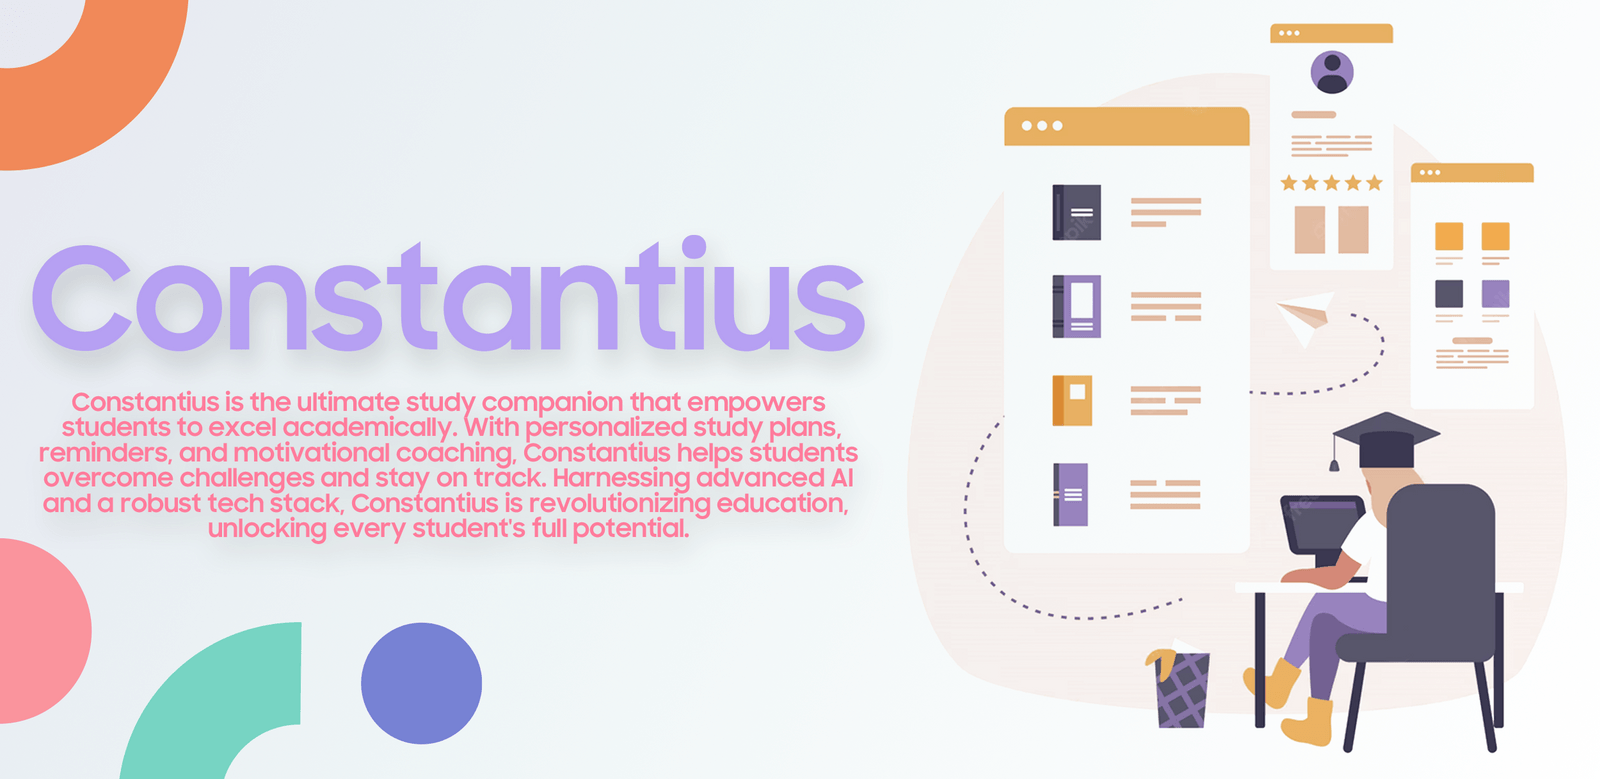 Constantius
Constantius is the ultimate study companion that empowers
students to excel academically. With personalized study plans,
reminders, and motivational coaching, Constantius helps students
overcome challenges and stay on track. Harnessing advanced AI
and a robust tech stack, Constantius is revolutionizing education,
unlocking every student's full potential.